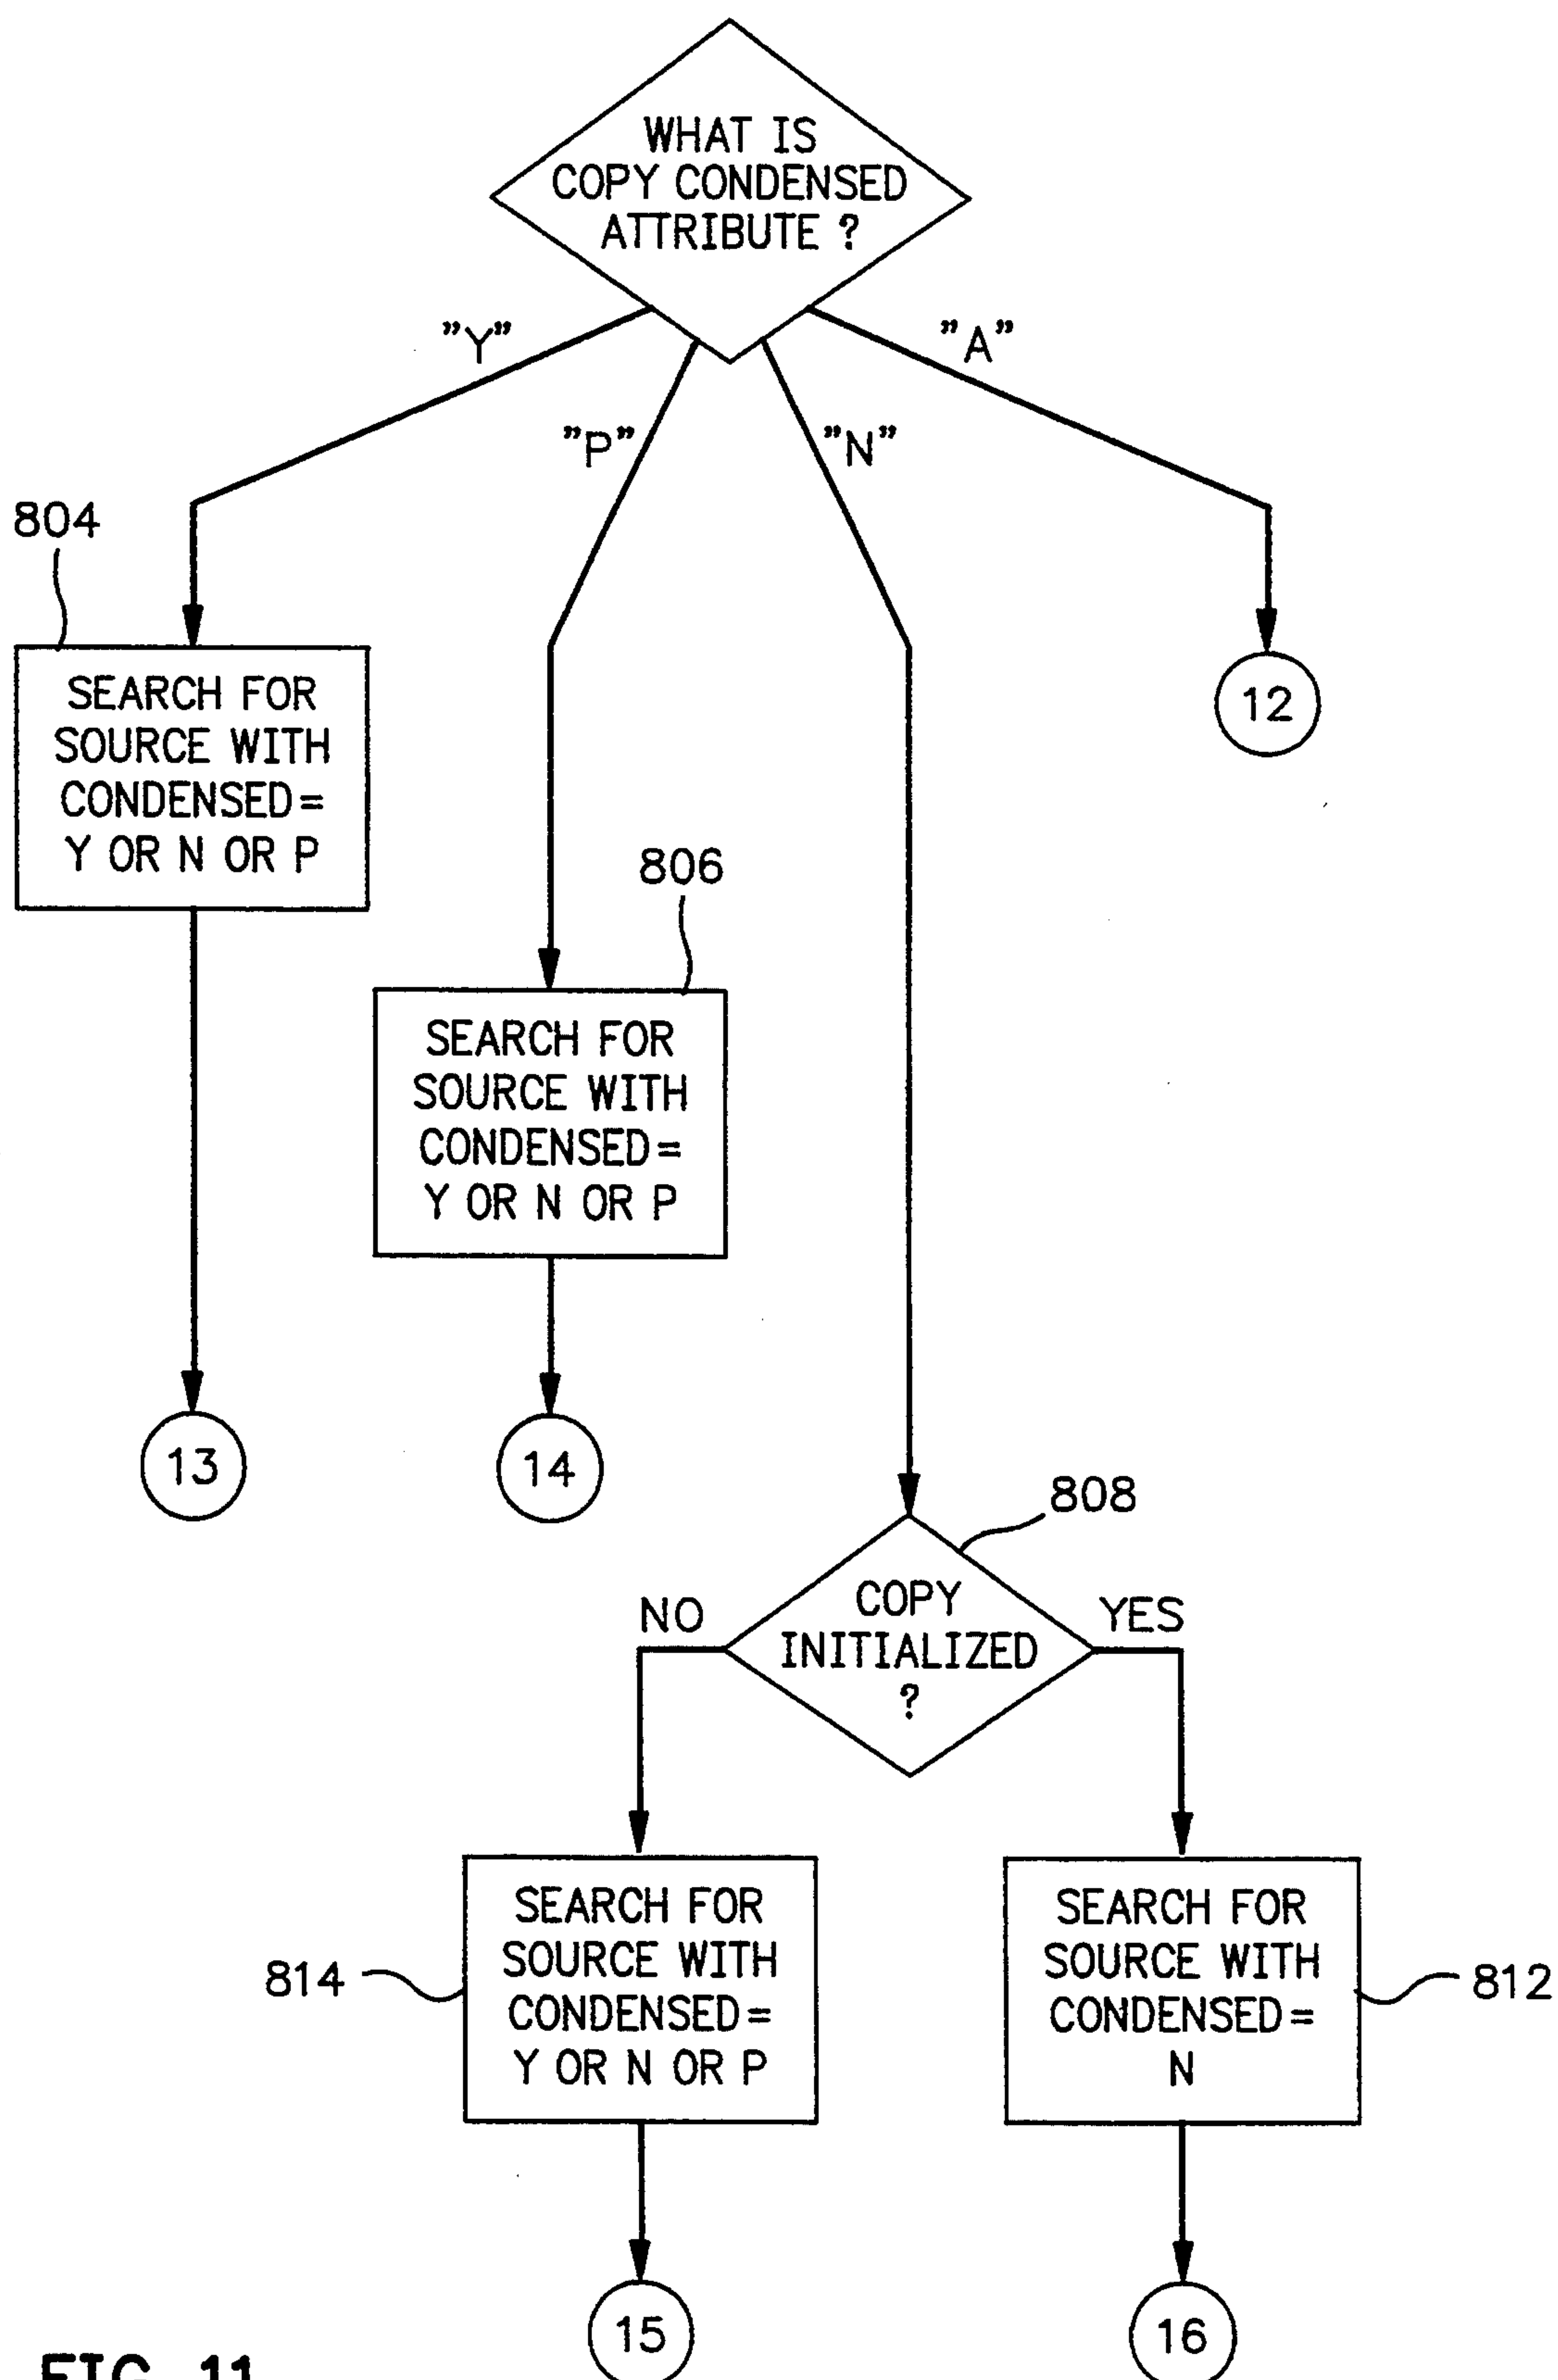 WHAT IS
COPY CONDENSED
ATTRIBUTE ?
"Y"
"A"
"P"
"N"
804
SEARCH FOR
SOURCE WITH
CONDENSED=
Y OR N OR P
12
806
SEARCH FOR
SOURCE WITH
CONDENSED=
Y OR N OR P
13
14
808
COPY
INITIALIZED
?
NO
YES
814
SEARCH FOR
SOURCE WITH
CONDENSED=
Y OR N OR P
SEARCH FOR
SOURCE WITH
CONDENSED=
N
812
15
16
FIG. 11